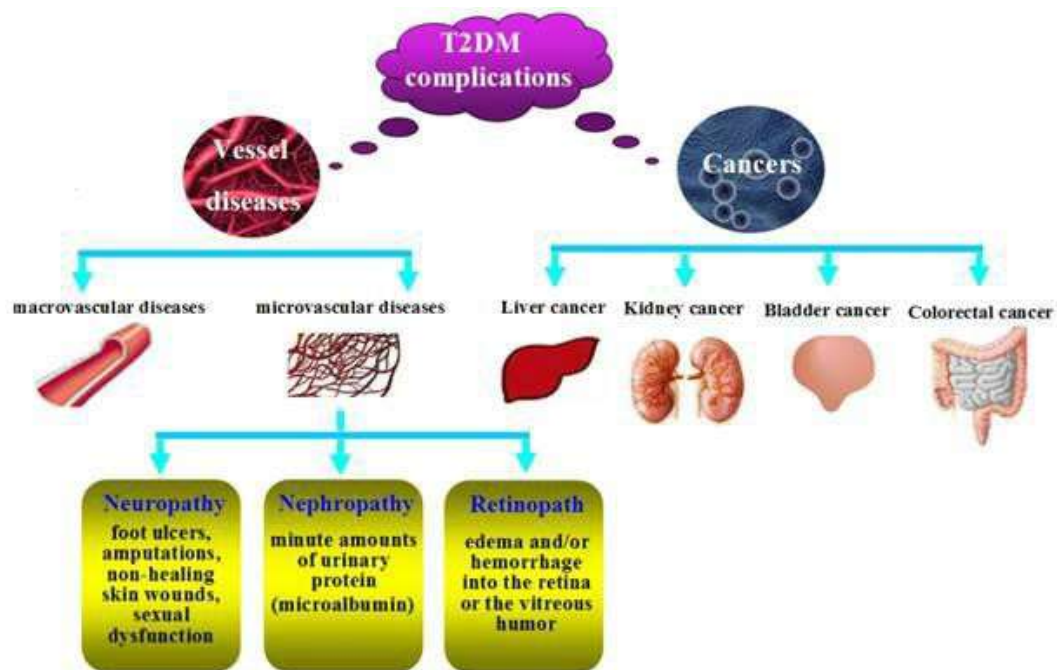 T2DM
complications
Vessel
diseases
Cancers
macrovascular diseases
microvascular diseases
Liver cancer
Kidney cancer
Bladder cancer
Colorectal cancer
Neuropathy
foot ulcers,
amputations,
non-healing
skin wounds,
sexual
dysfunction
Nephropathy
minute amounts
of urinary
protein
(microalbumin)
Retinopath
edema and/or
hemorrhage
into the retina
or the vitreous
humor